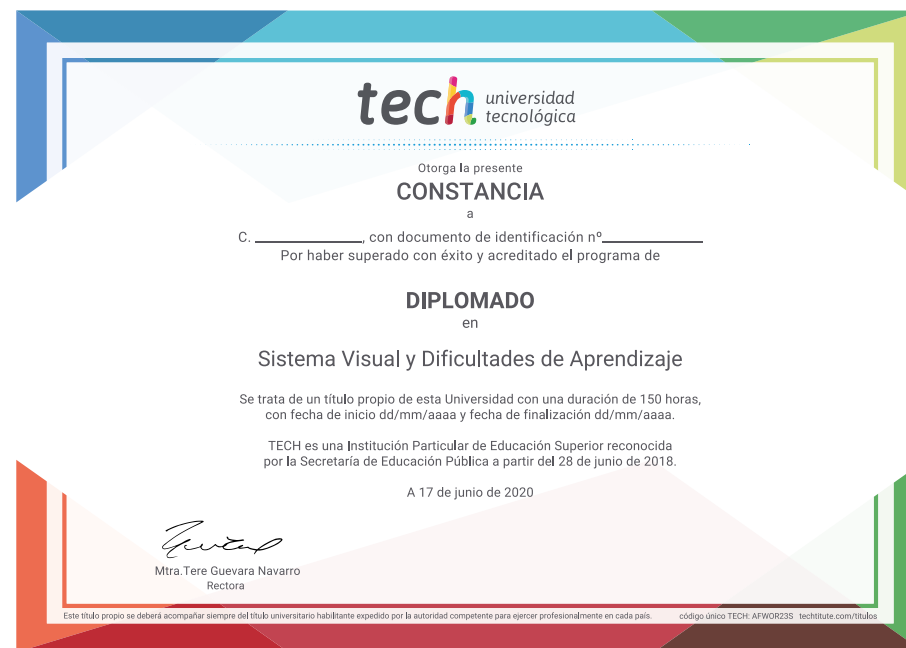 tech universidad
tecnológica
Otorga la presente
CONSTANCIA
a
C. ____________, con documento de identificación nº____________
Por haber superado con éxito y acreditado el programa de
DIPLOMADO
en
Sistema Visual y Dificultades de Aprendizaje
Se trata de un título propio de esta Universidad con una duración de 150 horas,
con fecha de inicio dd/mm/aaaa y fecha de finalización dd/mm/aaaa.
TECH es una Institución Particular de Educación Superior reconocida
por la Secretaría de Educación Pública a partir del 28 de junio de 2018.
A 17 de junio de 2020
Mtra.Tere Guevara Navarro
Rectora
Este título propio se deberá acompañar siempre del título universitario habilitante expedido por la autoridad competente para ejercer profesionalmente en cada país. código único TECH: AFWOR23S techtitute.com/titulos